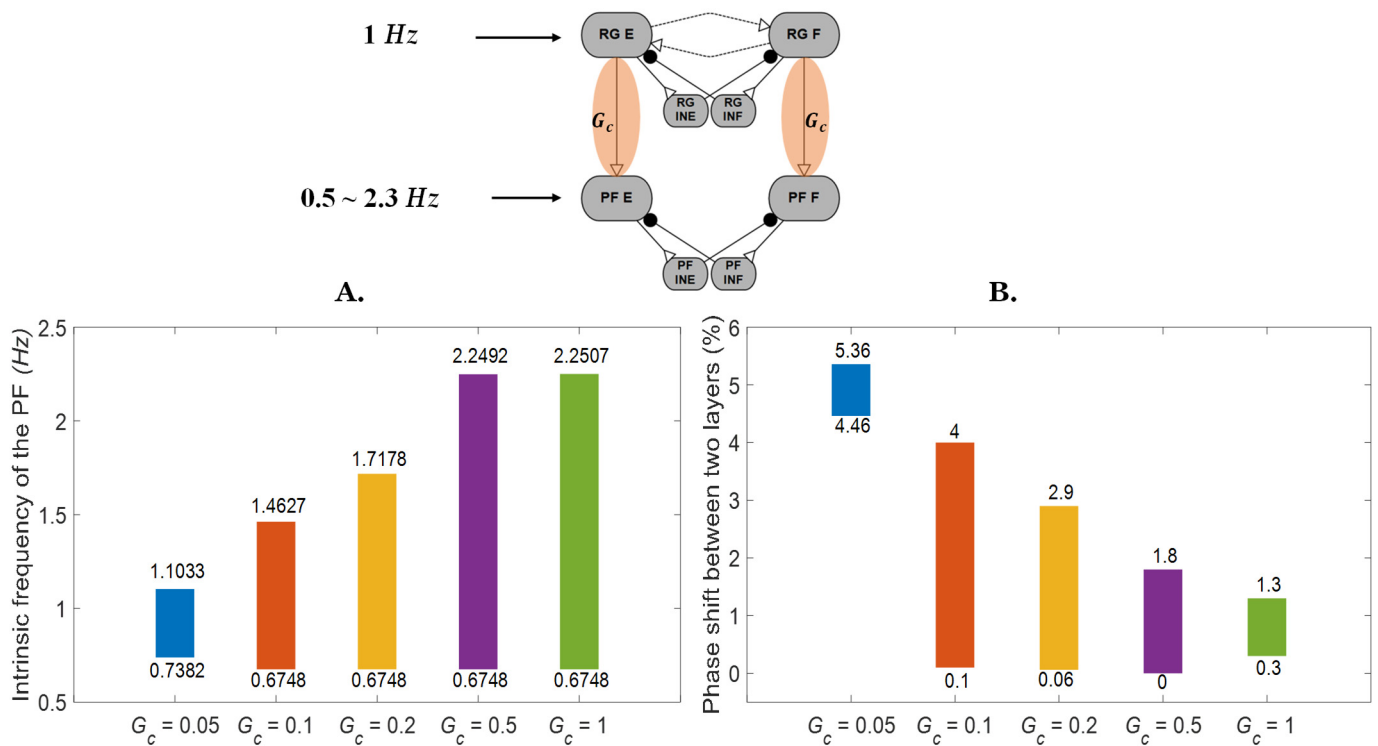 1 Hz
RG E
RG F
RG
INE
RG
INF
G_c
G_c
0.5 ~ 2.3 Hz
PF E
PF F
PF
INE
PF
INF
A.
Intrinsic frequency of the PF (Hz)
2.5
2
1.5
1
0.5
1.1033
0.7382
1.4627
0.6748
1.7178
0.6748
2.2492
0.6748
2.2507
0.6748
G_c = 0.05
G_c = 0.1
G_c = 0.2
G_c = 0.5
G_c = 1
B.
Phase shift between two layers (%)
6
5
4
3
2
1
0
5.36
4.46
4
0.1
2.9
0.06
1.8
0
1.3
0.3
G_c = 0.05
G_c = 0.1
G_c = 0.2
G_c = 0.5
G_c = 1